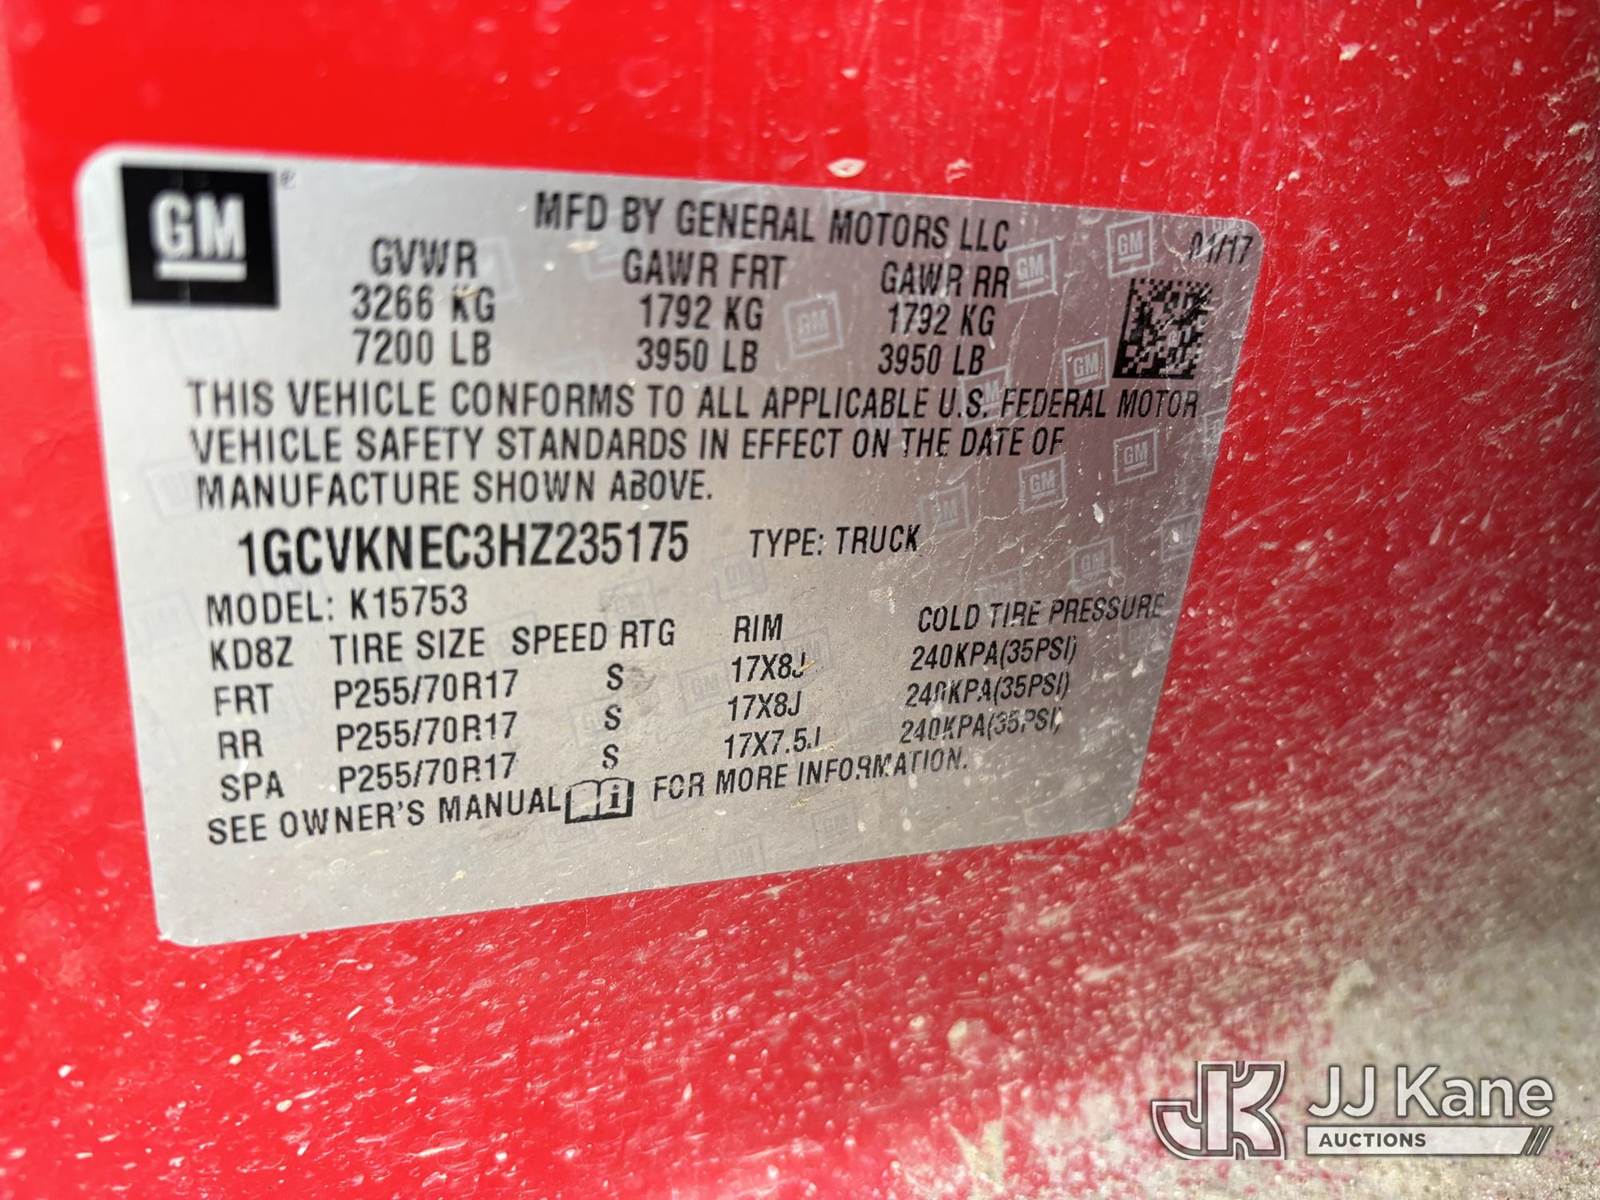 GM
MFD BY GENERAL MOTORS LLC
01/17
GVWR GAWR FRT GAWR RR
3266 KG 1792 KG 1792 KG
7200 LB 3950 LB 3950 LB
THIS VEHICLE CONFORMS TO ALL APPLICABLE U.S. FEDERAL MOTOR
VEHICLE SAFETY STANDARDS IN EFFECT ON THE DATE OF
MANUFACTURE SHOWN ABOVE.
1GCVKNEC3HZ235175 TYPE: TRUCK
MODEL: K15753
KD8Z TIRE SIZE SPEED RTG RIM COLD TIRE PRESSURE
FRT P255/70R17 S 17X8J 240KPA(35PSI)
RR P255/70R17 S 17X8J 240KPA(35PSI)
SPA P255/70R17 S 17X7.5J 240KPA(35PSI)
SEE OWNER'S MANUAL FOR MORE INFORMATION.
JK JJ Kane
AUCTIONS